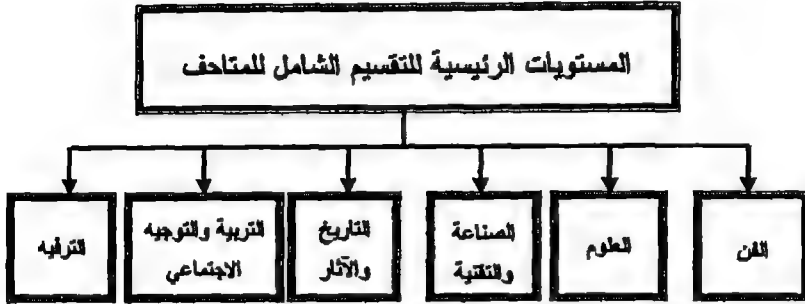 المستويات الرئيسية للتقسيم الشامل للمتاحف
الفن
العلوم
الصناعة
والتقنية
التاريخ
والآثار
التربية والتوجيه
الاجتماعي
الترفيه